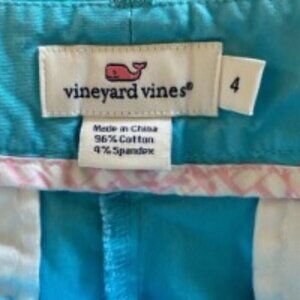 vineyard vines®
4
Made in China
96% Cotton
4% Spandex